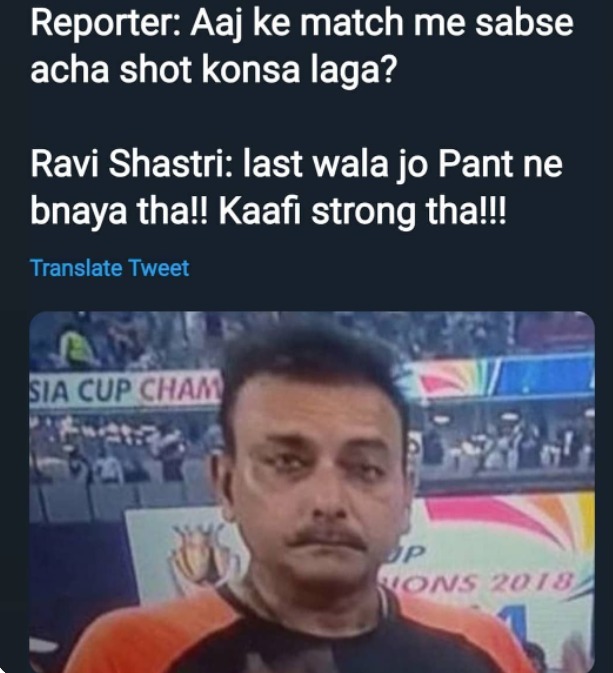 Reporter: Aaj ke match me sabse
acha shot konsa laga?
Ravi Shastri: last wala jo Pant ne
bnaya tha!! Kaafi strong tha!!!
Translate Tweet
SIA CUP CHAM
UP
IONS 2018